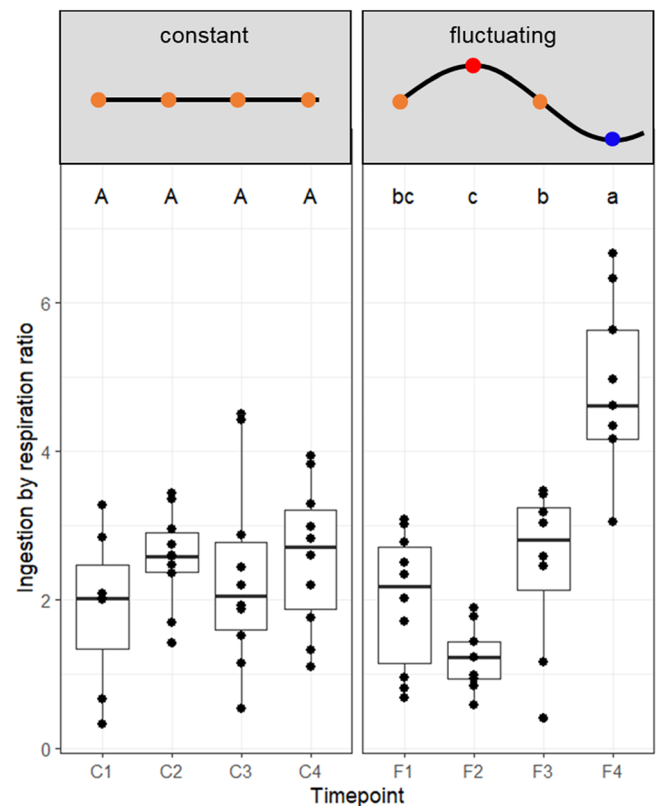 constant fluctuating
A A A A bc c b a
Ingestion by respiration ratio
6
4
2
0
C1 C2 C3 C4 F1 F2 F3 F4
Timepoint